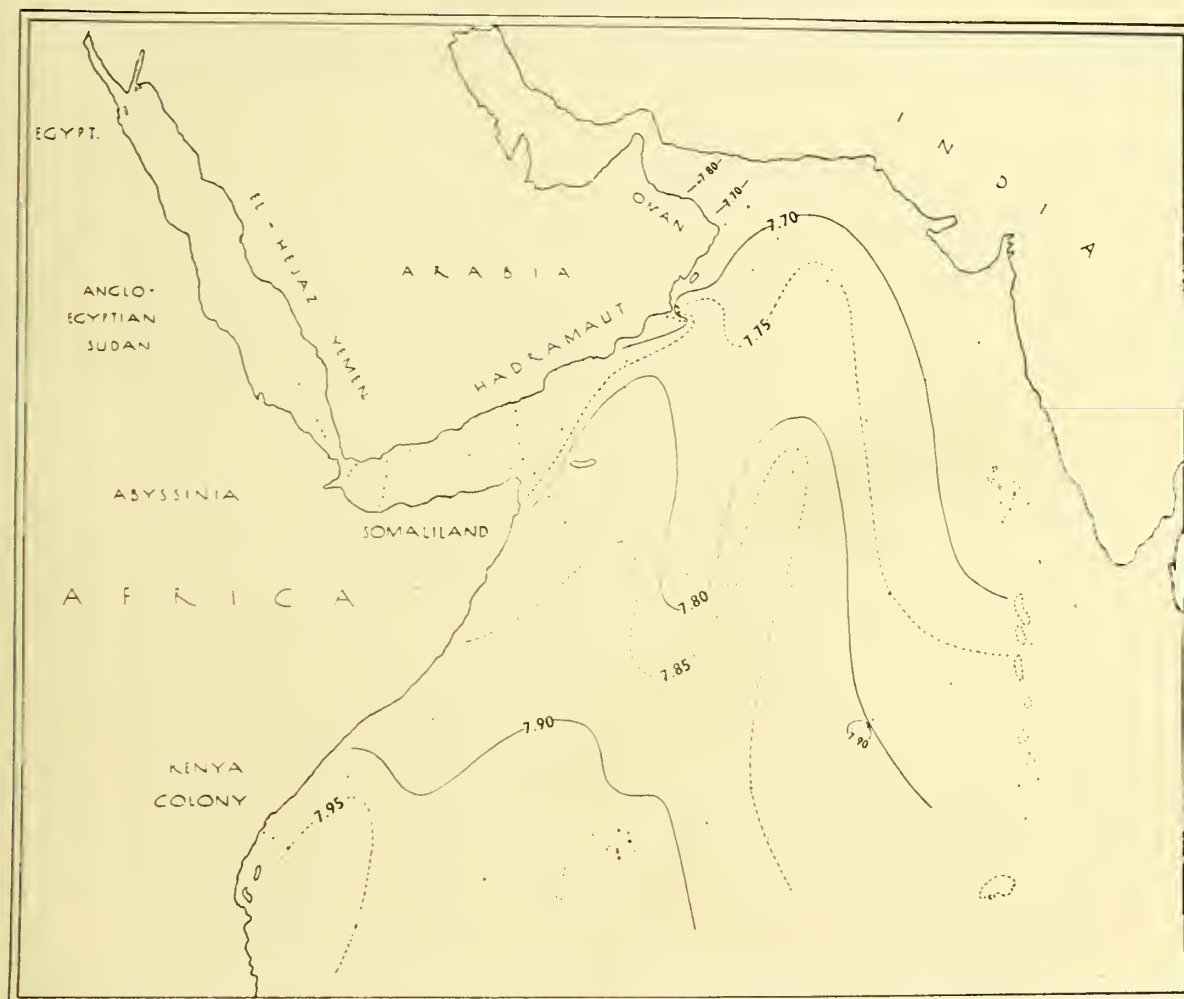 EGYPT.
INDIA
-7.80-
-7.70-
OMAN
7.70
EL-HEJAZ
ARABIA
ANGLO-
EGYPTIAN
SUDAN
YEMEN
HADRAMAUT
7.75
ABYSSINIA
SOMALILAND
AFRICA
7.80
7.85
7.90
7.90
KENYA
COLONY
7.95